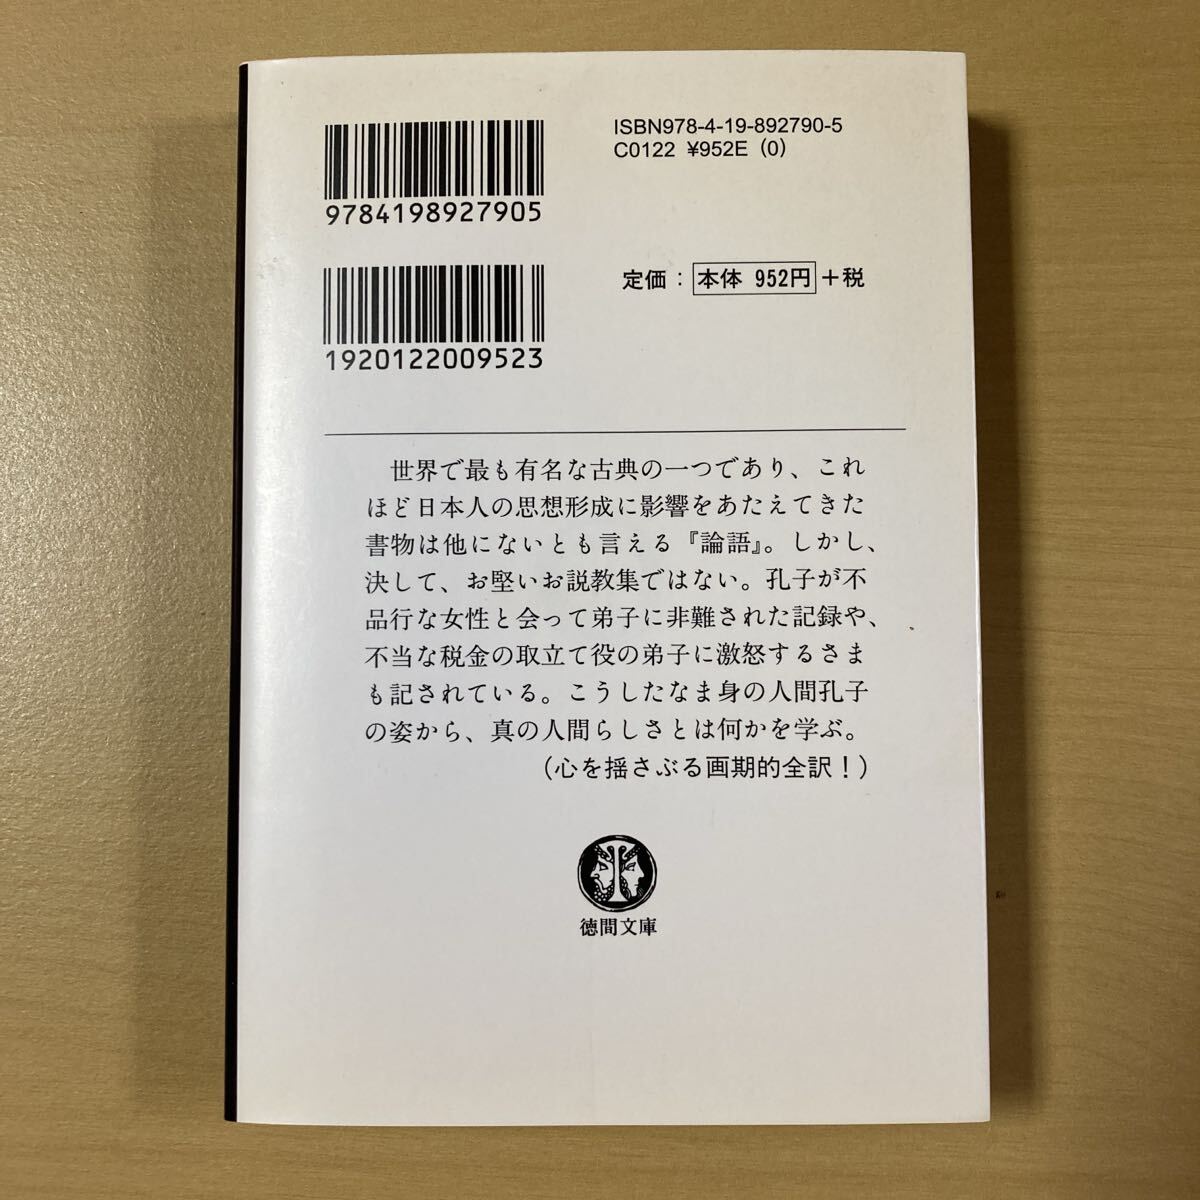 ISBN978-4-19-892790-5
C0122 ¥952E (0)
9784198927905
定価：本体 952円＋税
1920122009523
世界で最も有名な古典の一つであり、これ
ほど日本人の思想形成に影響をあたえてきた
書物は他にないとも言える『論語』。しかし、
決して、お堅いお説教集ではない。孔子が不
品行な女性と会って弟子に非難された記録や、
不当な税金の取立て役の弟子に激怒するさま
も記されている。こうしたなま身の人間孔子
の姿から、真の人間らしさとは何かを学ぶ。
（心を揺さぶる画期的全訳！）
徳間文庫